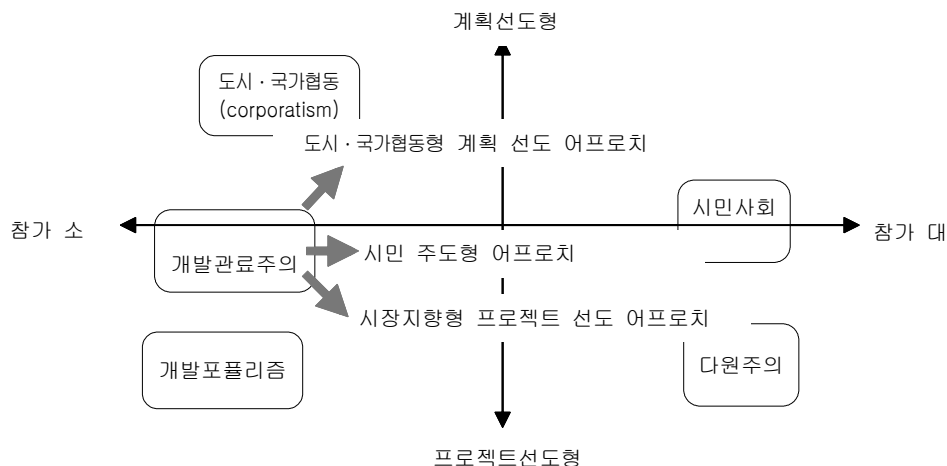 계획선도형
도시 · 국가협동
(corporatism)
도시 · 국가협동형 계획 선도 어프로치
시민사회
참가 소
참가 대
개발관료주의
시민 주도형 어프로치
시장지향형 프로젝트 선도 어프로치
개발포퓰리즘
다원주의
프로젝트선도형